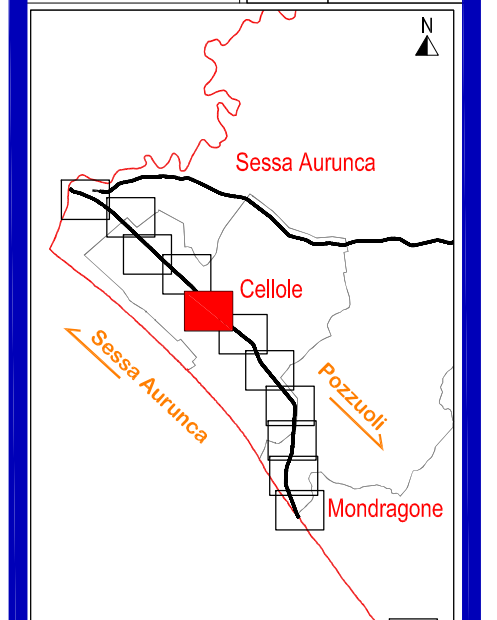 N
Sessa Aurunca
Cellole
Sessa Aurunca
Pozzuoli
Mondragone